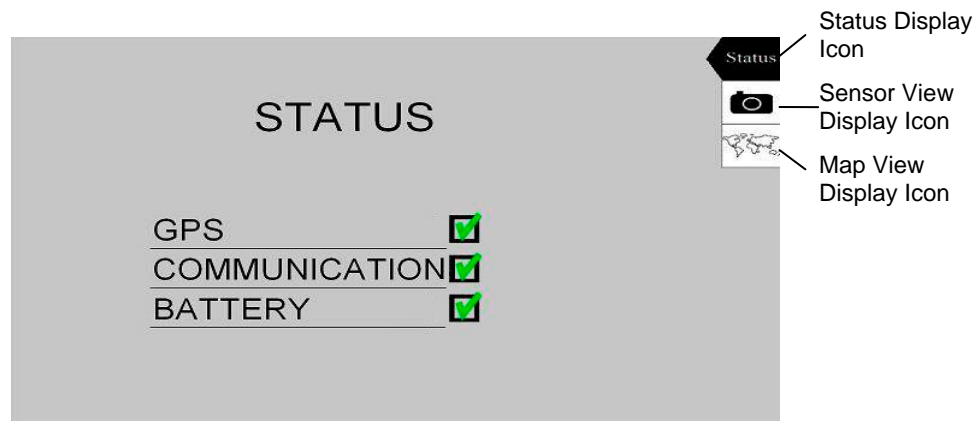 Status Display
Icon
Status
Sensor View
Display Icon
STATUS
Map View
Display Icon
GPS
COMMUNICATION
BATTERY